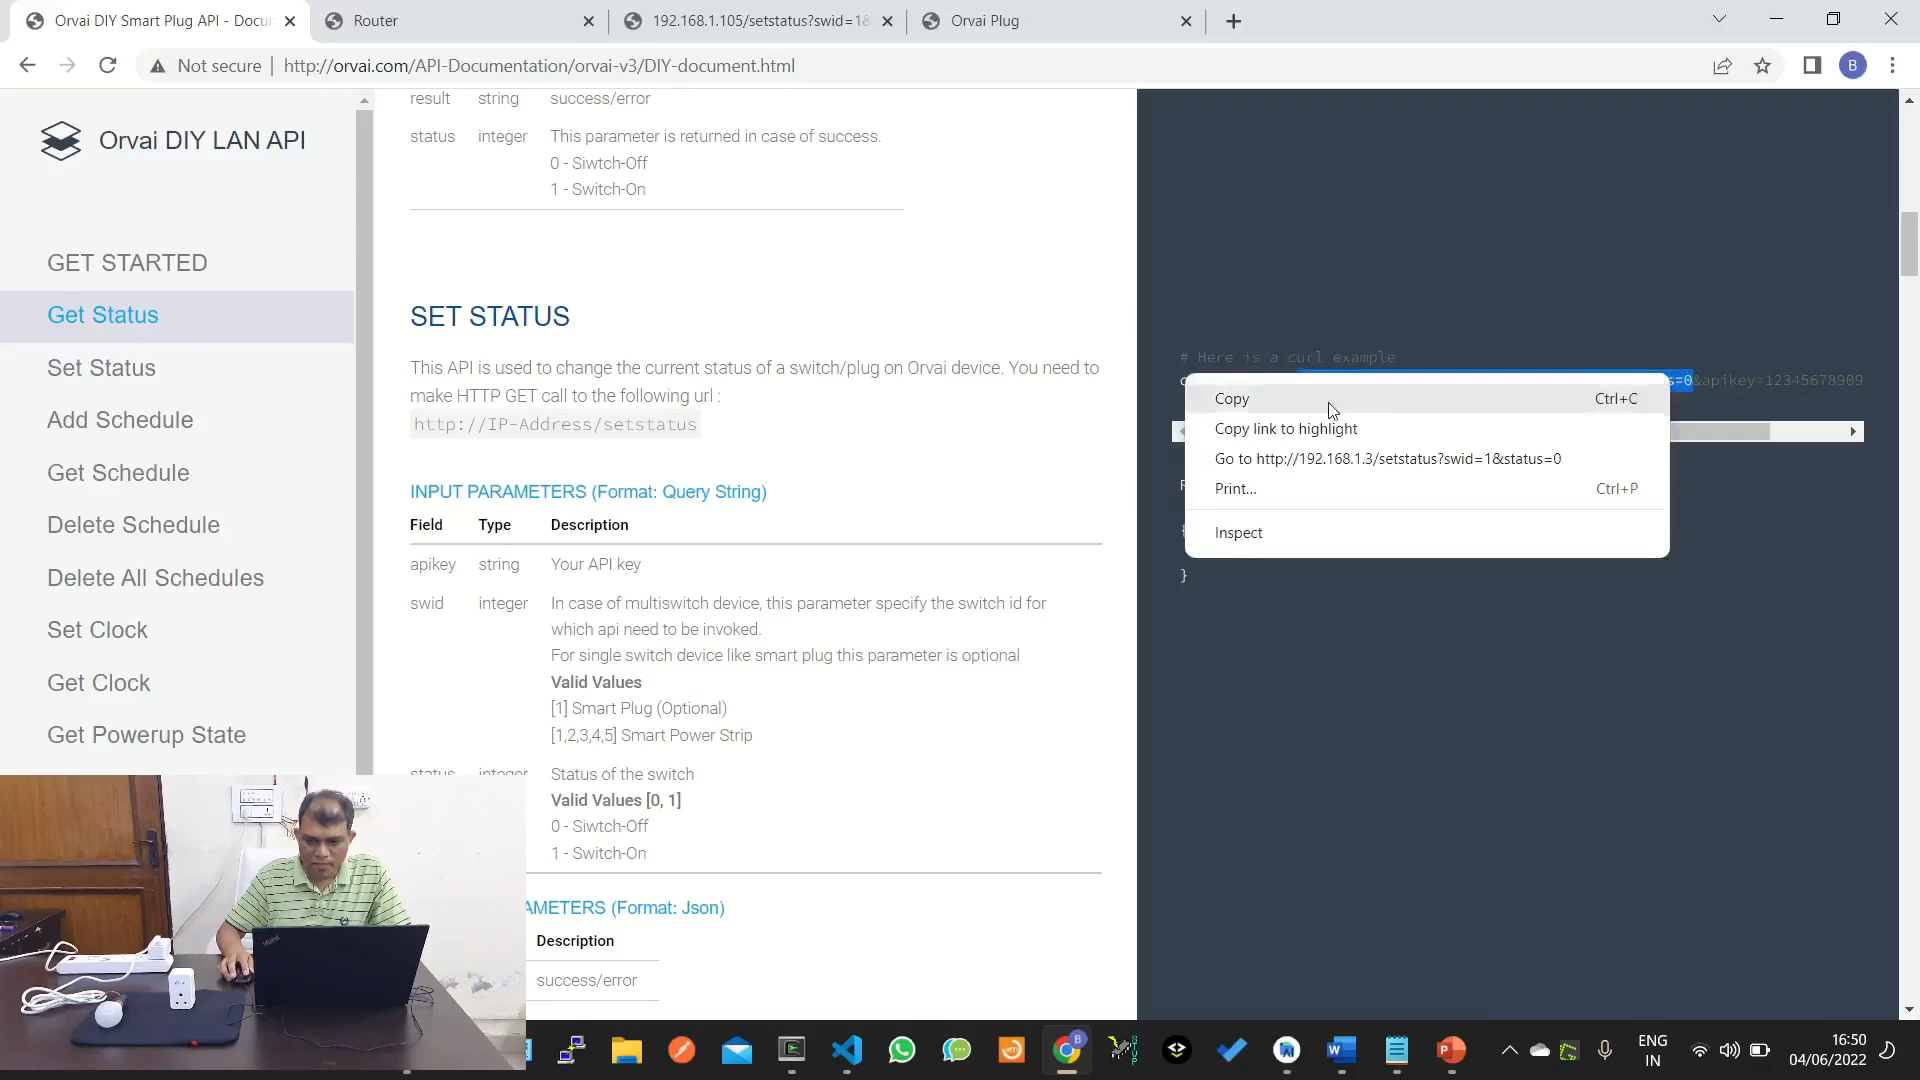 Orvai DIY Smart Plug API - Docum
Router
192.168.1.105/setstatus?swid=1&
Orvai Plug
Not secure
http://orvai.com/API-Documentation/orvai-v3/DIY-document.html
B
Orvai DIY LAN API
GET STARTED
Get Status
Set Status
Add Schedule
Get Schedule
Delete Schedule
Delete All Schedules
Set Clock
Get Clock
Get Powerup State
result string success/error
status integer This parameter is returned in case of success.
0 - Siwtch-Off
1 - Switch-On
SET STATUS
This API is used to change the current status of a switch/plug on Orvai device. You need to
make HTTP GET call to the following url :
http://IP-Address/setstatus
INPUT PARAMETERS (Format: Query String)
Field Type Description
apikey string Your API key
swid integer In case of multiswitch device, this parameter specify the switch id for
which api need to be invoked.
For single switch device like smart plug this parameter is optional
Valid Values
[1] Smart Plug (Optional)
[1,2,3,4,5] Smart Power Strip
status integer Status of the switch
Valid Values [0, 1]
0 - Siwtch-Off
1 - Switch-On
AMETERS (Format: Json)
Description
success/error
# Here is a curl example
s=0&apikey=12345678909
Copy Ctrl+C
Copy link to highlight
Go to http://192.168.1.3/setstatus?swid=1&status=0
Print... Ctrl+P
Inspect
}
ENG
IN
16:50
04/06/2022